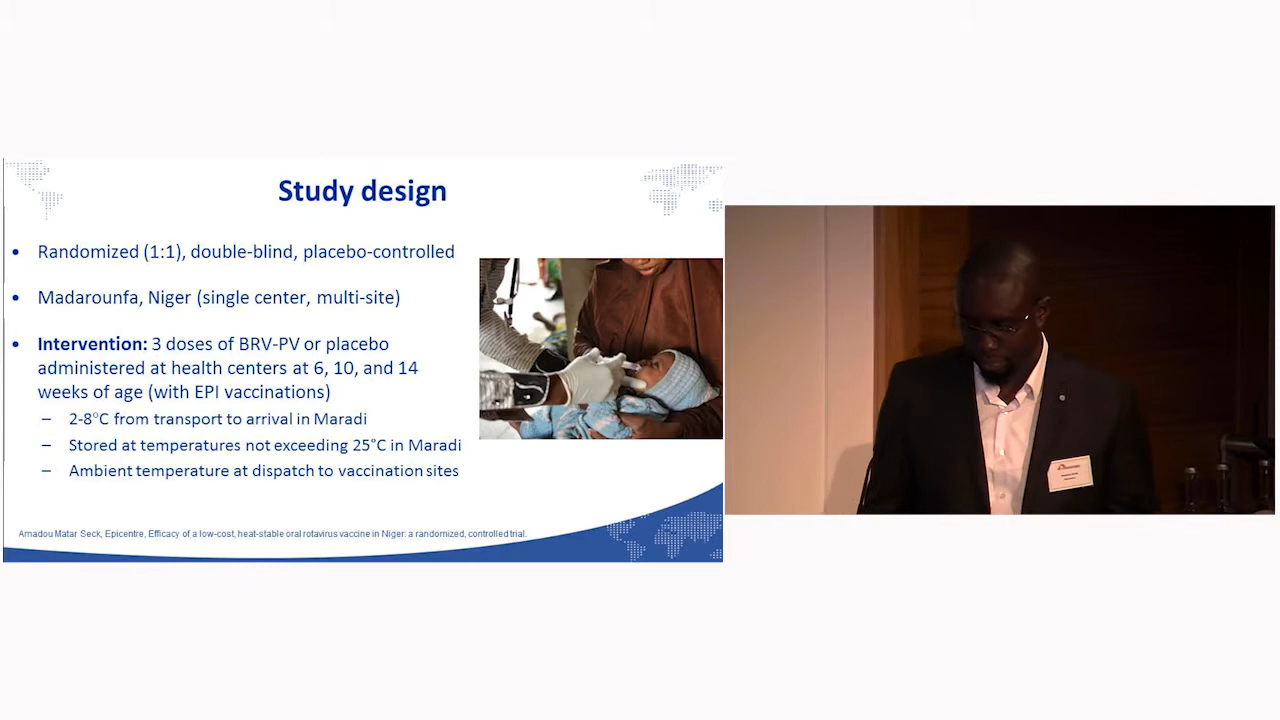 Study design
• Randomized (1:1), double-blind, placebo-controlled
• Madarounfa, Niger (single center, multi-site)
• Intervention: 3 doses of BRV-PV or placebo
administered at health centers at 6, 10, and 14
weeks of age (with EPI vaccinations)
– 2-8°C from transport to arrival in Maradi
– Stored at temperatures not exceeding 25°C in Maradi
– Ambient temperature at dispatch to vaccination sites
Amadou Matar Seck, Epicentre, Efficacy of a low-cost, heat-stable oral rotavirus vaccine in Niger: a randomized, controlled trial.